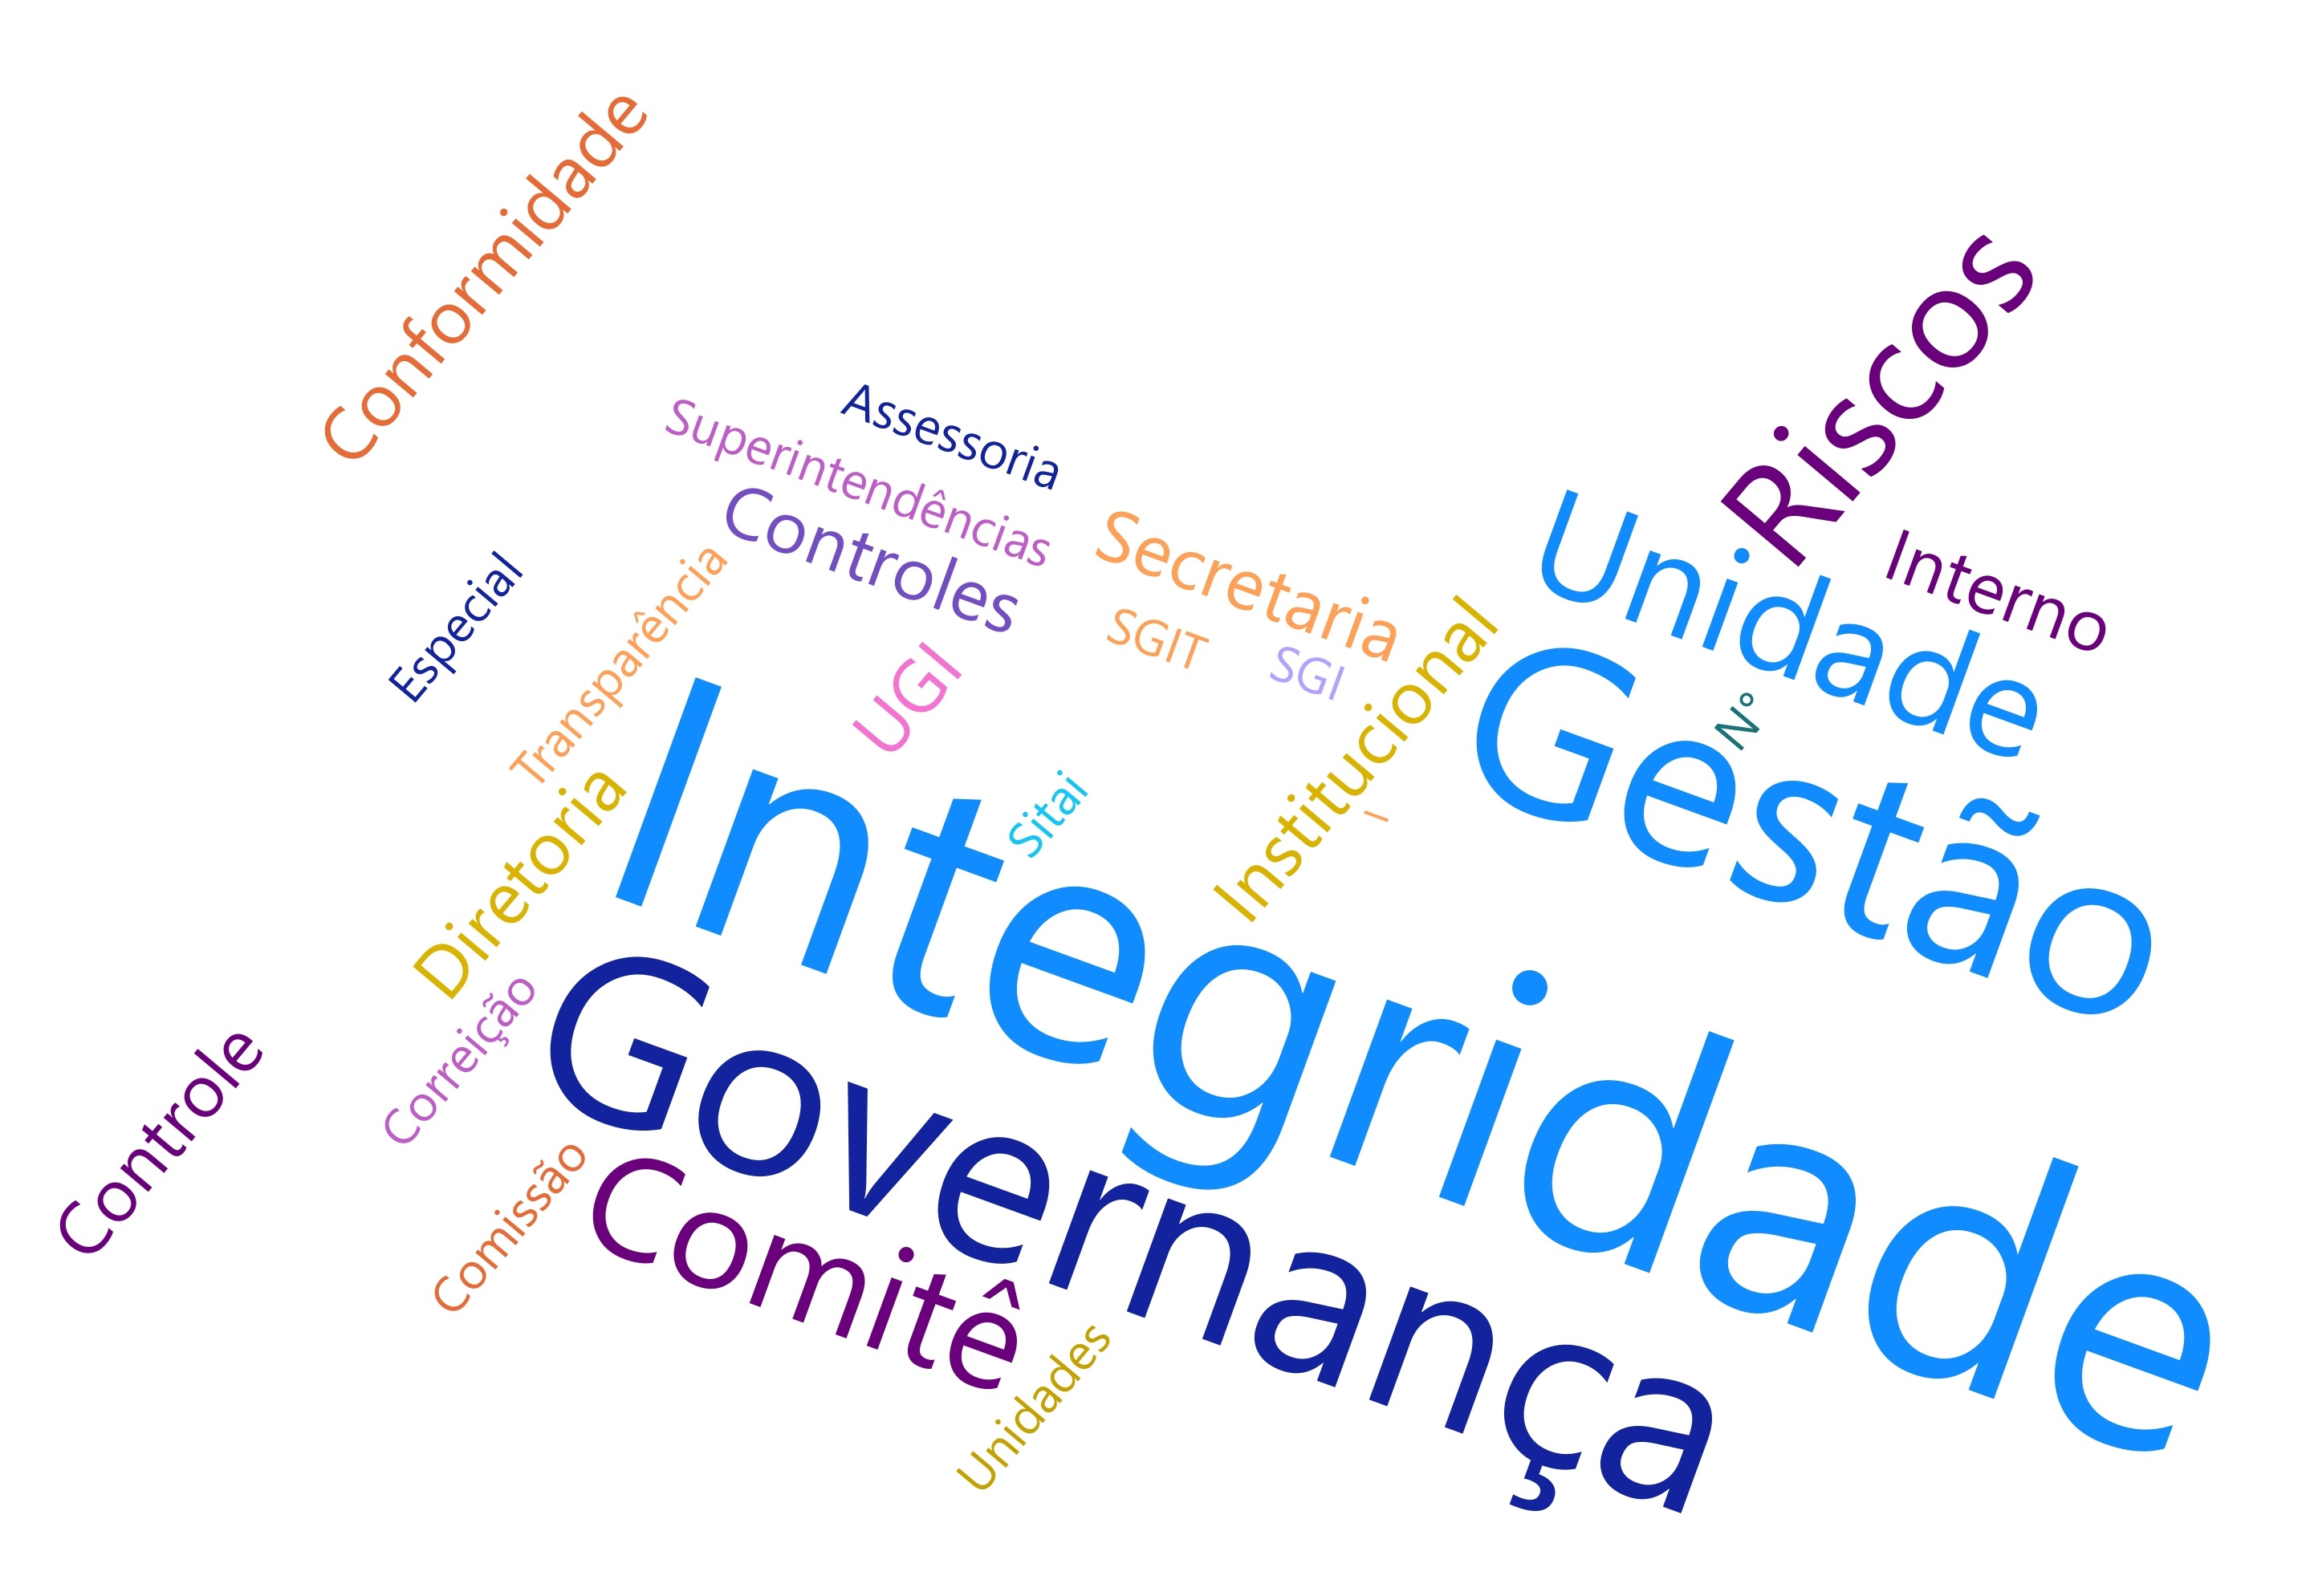 Conformidade
Riscos
Assessoria
Superintendências
Controles
Secretaria
Unidade
Interno
Especial
Transparência
SGIT
SGI
UGI
Institucional
Gestão
Nº
Integridade
Sitai
I
Diretoria
Governança
Correição
Controle
Comissão
Comitê
Unidades